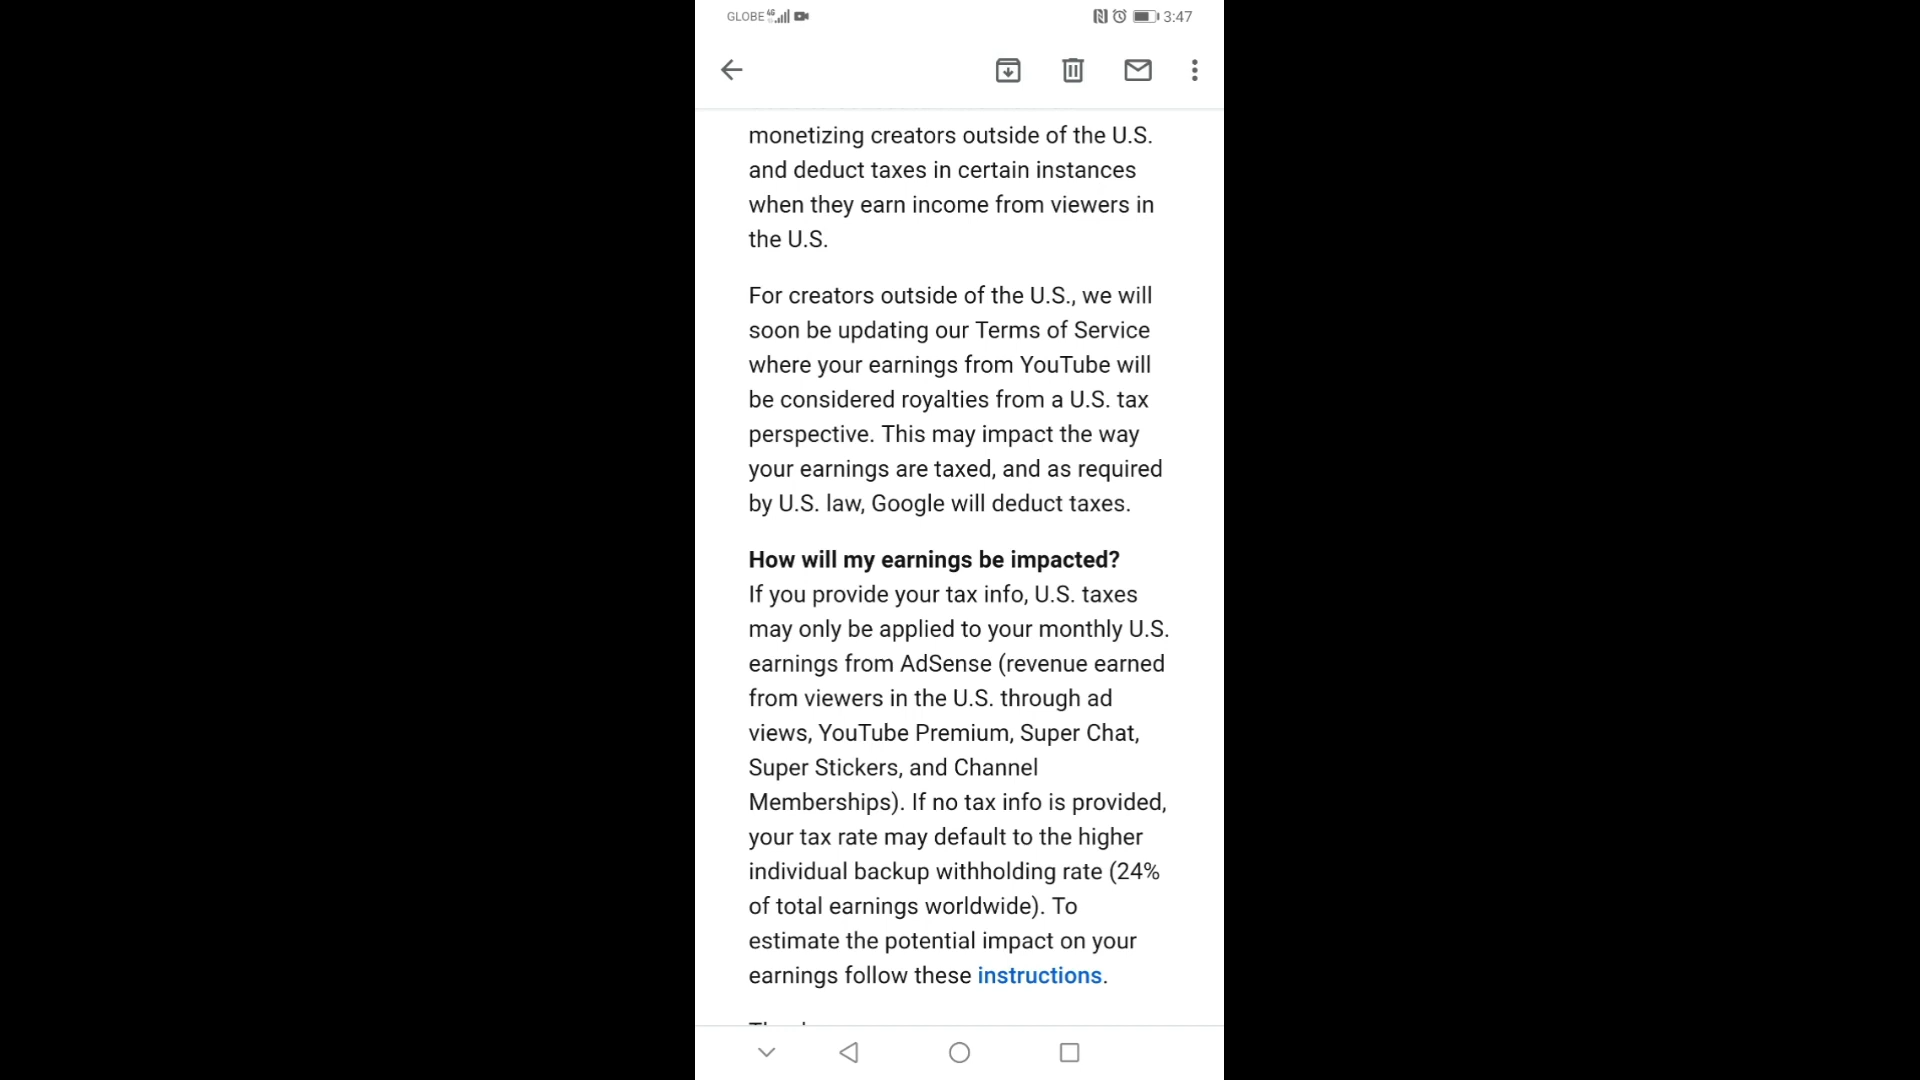 GLOBE 4G 3:47
monetizing creators outside of the U.S.
and deduct taxes in certain instances
when they earn income from viewers in
the U.S.
For creators outside of the U.S., we will
soon be updating our Terms of Service
where your earnings from YouTube will
be considered royalties from a U.S. tax
perspective. This may impact the way
your earnings are taxed, and as required
by U.S. law, Google will deduct taxes.
How will my earnings be impacted?
If you provide your tax info, U.S. taxes
may only be applied to your monthly U.S.
earnings from AdSense (revenue earned
from viewers in the U.S. through ad
views, YouTube Premium, Super Chat,
Super Stickers, and Channel
Memberships). If no tax info is provided,
your tax rate may default to the higher
individual backup withholding rate (24%
of total earnings worldwide). To
estimate the potential impact on your
earnings follow these instructions.